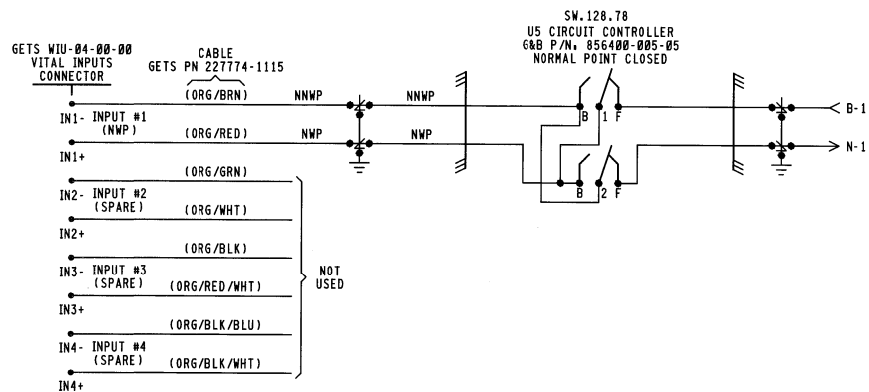 SW.128.78
U5 CIRCUIT CONTROLLER
G&B P/N: 856400-005-05
NORMAL POINT CLOSED
GETS WIU-04-00-00
VITAL INPUTS
CONNECTOR
CABLE
GETS PN 227774-1115
(ORG/BRN) NNWP NNWP
B 1 F
B-1
IN1- INPUT #1
(NWP)
(ORG/RED) NWP NWP
N-1
IN1+
(ORG/GRN)
B 2 F
IN2- INPUT #2
(SPARE)
(ORG/WHT)
IN2+
(ORG/BLK)
IN3- INPUT #3
(SPARE)
(ORG/RED/WHT)
IN3+
NOT
USED
(ORG/BLK/BLU)
IN4- INPUT #4
(SPARE)
(ORG/BLK/WHT)
IN4+